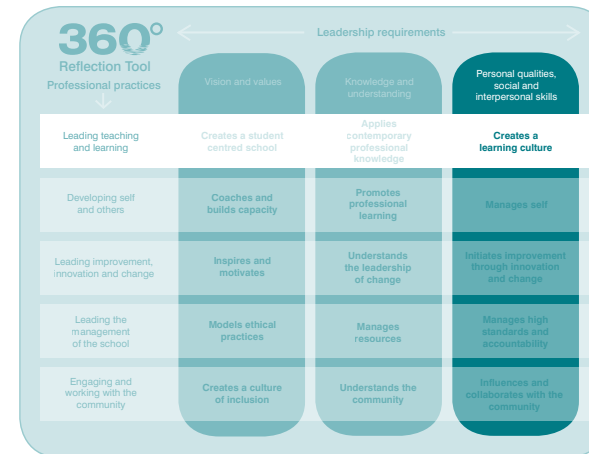 360°
Reflection Tool
Professional practices
Leadership requirements
Vision and values
Knowledge and
understanding
Personal qualities,
social and
interpersonal skills
Leading teaching
and learning
Creates a student
centred school
Applies
contemporary
professional
knowledge
Creates a
learning culture
Developing self
and others
Coaches and
builds capacity
Promotes
professional
learning
Manages self
Leading improvement,
innovation and change
Inspires and
motivates
Understands
the leadership
of change
Initiates improvement
through innovation
and change
Leading the
management
of the school
Models ethical
practices
Manages
resources
Manages high
standards and
accountability
Engaging and
working with the
community
Creates a culture
of inclusion
Understands the
community
Influences and
collaborates with the
community